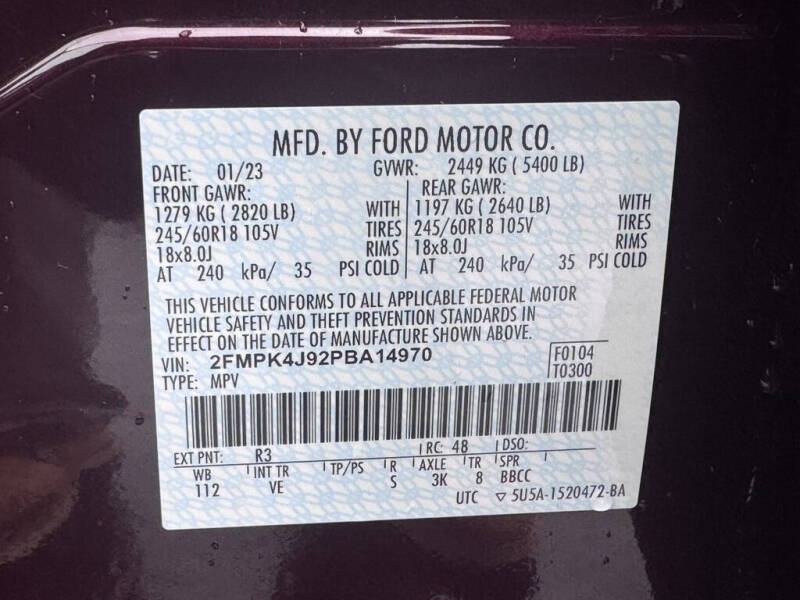 MFD. BY FORD MOTOR CO.
DATE: 01/23 GVWR: 2449 KG ( 5400 LB)
FRONT GAWR: REAR GAWR:
1279 KG ( 2820 LB) WITH 1197 KG ( 2640 LB) WITH
245/60R18 105V TIRES 245/60R18 105V TIRES
18x8.0J RIMS 18x8.0J RIMS
AT 240 kPa/ 35 PSI COLD AT 240 kPa/ 35 PSI COLD
THIS VEHICLE CONFORMS TO ALL APPLICABLE FEDERAL MOTOR
VEHICLE SAFETY AND THEFT PREVENTION STANDARDS IN
EFFECT ON THE DATE OF MANUFACTURE SHOWN ABOVE.
VIN: 2FMPK4J92PBA14970 F0104
TYPE: MPV T0300
EXT PNT: R3 RC: 48 DSO:
WB INT TR TP/PS R AXLE TR SPR
112 VE S 3K 8 BBCC
UTC ▽ 5U5A-1520472-BA